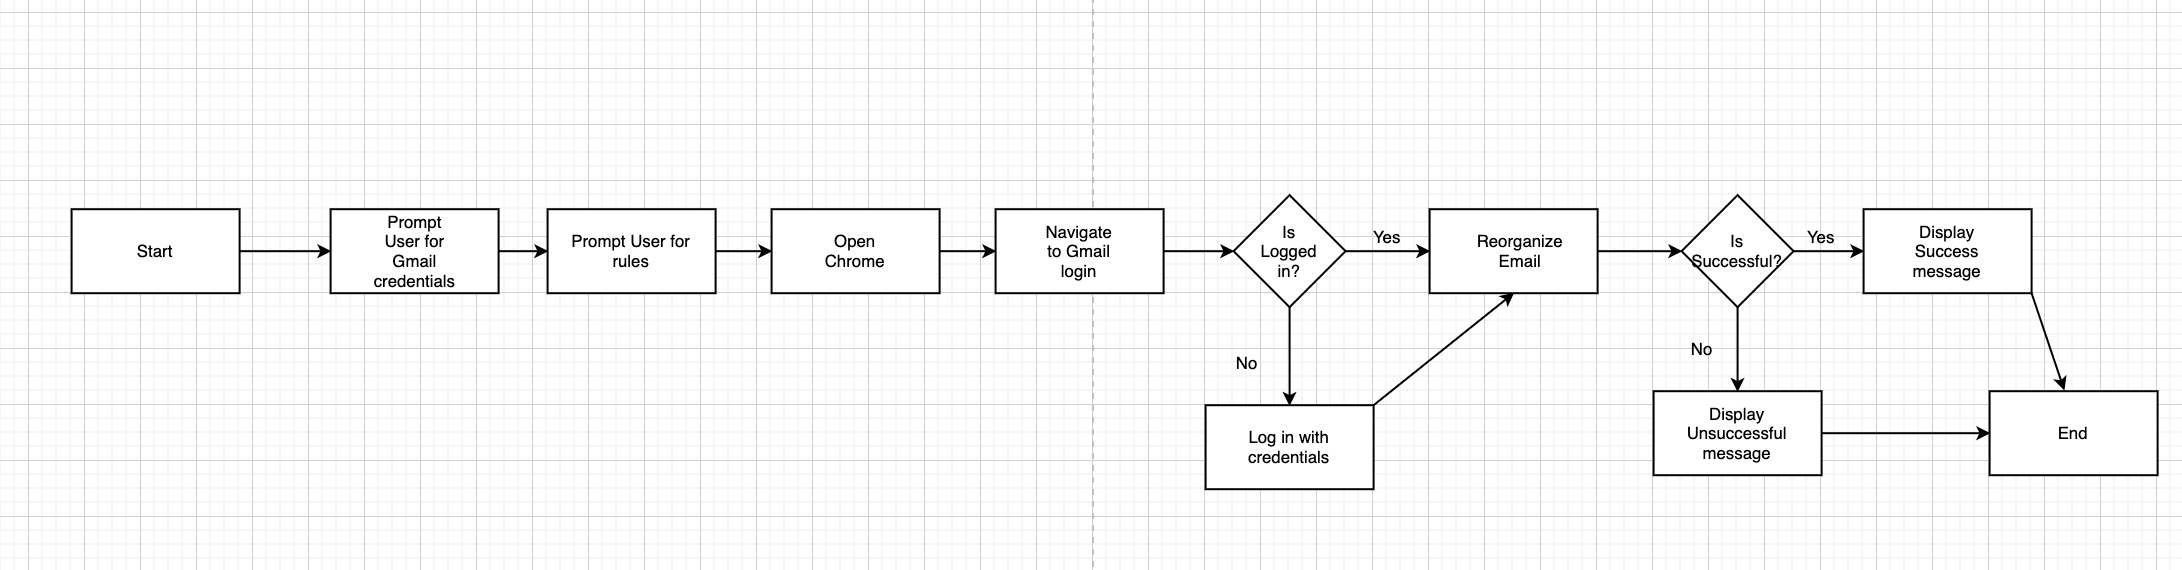 Start
Prompt
User for
Gmail
credentials
Prompt User for
rules
Open
Chrome
Navigate
to Gmail
login
Is
Logged
in?
Yes
No
Log in with
credentials
Reorganize
Email
Is
Successful?
Yes
No
Display
Success
message
Display
Unsuccessful
message
End